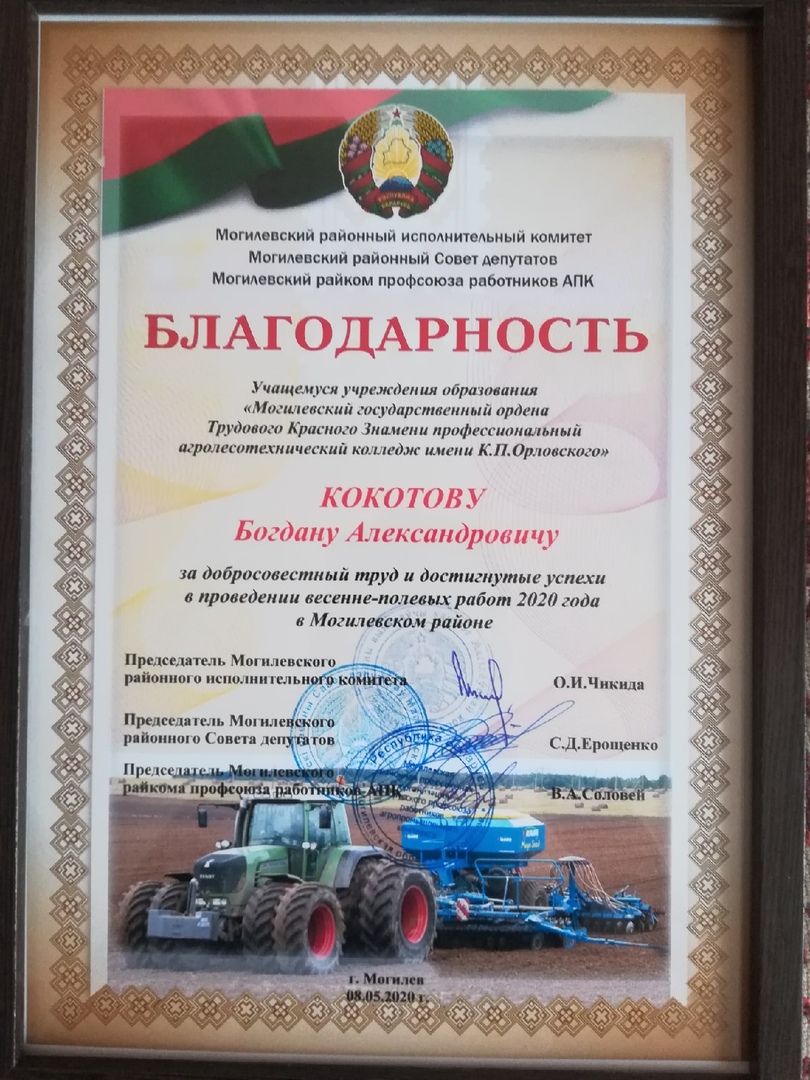 Могилевский районный исполнительный комитет
Могилевский районный Совет депутатов
Могилевский райком профсоюза работников АПК
БЛАГОДАРНОСТЬ
Учащемуся учреждения образования
«Могилевский государственный ордена
Трудового Красного Знамени профессиональный
агролесотехнический колледж имени К.П.Орловского»
КОКОТОВУ
Богдану Александровичу
за добросовестный труд и достигнутые успехи
в проведении весенне-полевых работ 2020 года
в Могилевском районе
Председатель Могилевского
районного исполнительного комитета
О.И.Чикида
Председатель Могилевского
районного Совета депутатов
С.Д.Ерощенко
Председатель Могилевского
райкома профсоюза работников АПК
В.А.Соловей
Республика
г. Могилев
08.05.2020 г.